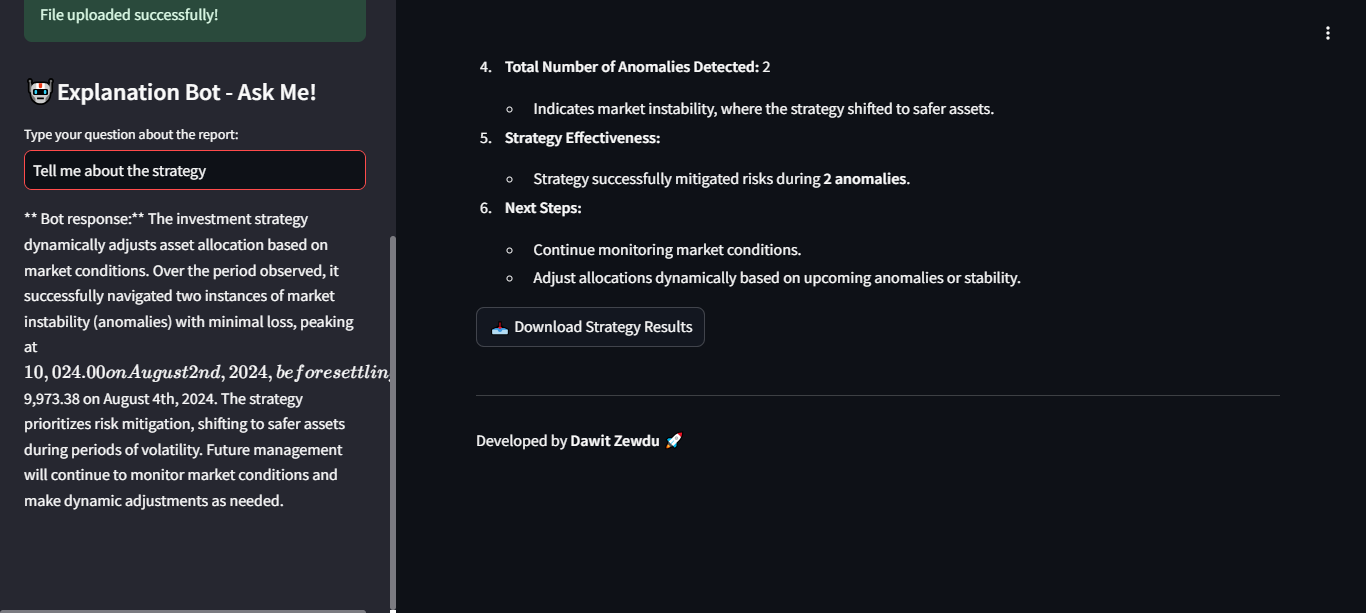 File uploaded successfully!
Explanation Bot - Ask Me!
Type your question about the report:
Tell me about the strategy
** Bot response:** The investment strategy
dynamically adjusts asset allocation based on
market conditions. Over the period observed, it
successfully navigated two instances of market
instability (anomalies) with minimal loss, peaking
at
10,024.00onAugust2nd,2024,beforesettlin
9,973.38 on August 4th, 2024. The strategy
prioritizes risk mitigation, shifting to safer assets
during periods of volatility. Future management
will continue to monitor market conditions and
make dynamic adjustments as needed.
4. Total Number of Anomalies Detected: 2
Indicates market instability, where the strategy shifted to safer assets.
5. Strategy Effectiveness:
Strategy successfully mitigated risks during 2 anomalies.
6. Next Steps:
Continue monitoring market conditions.
Adjust allocations dynamically based on upcoming anomalies or stability.
Download Strategy Results
Developed by Dawit Zewdu